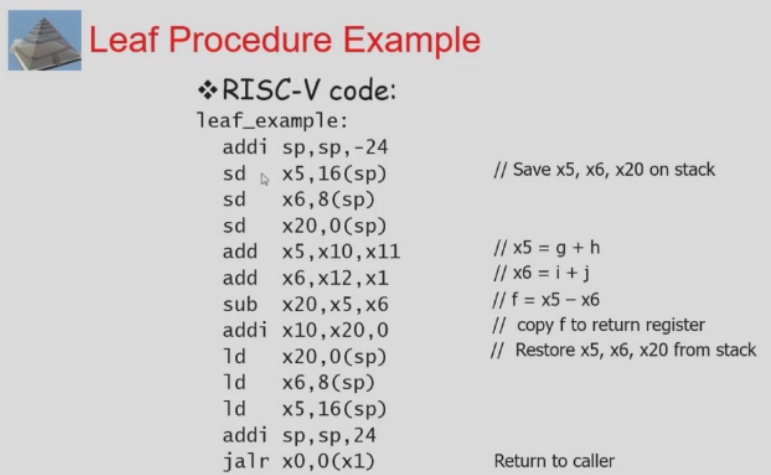 Leaf Procedure Example
❖RISC-V code:
leaf_example:
addi sp,sp,-24
sd x5,16(sp) // Save x5, x6, x20 on stack
sd x6,8(sp)
sd x20,0(sp)
add x5,x10,x11 // x5 = g + h
add x6,x12,x1 // x6 = i + j
sub x20,x5,x6 // f = x5 – x6
addi x10,x20,0 // copy f to return register
ld x20,0(sp) // Restore x5, x6, x20 from stack
ld x6,8(sp)
ld x5,16(sp)
addi sp,sp,24
jalr x0,0(x1) Return to caller